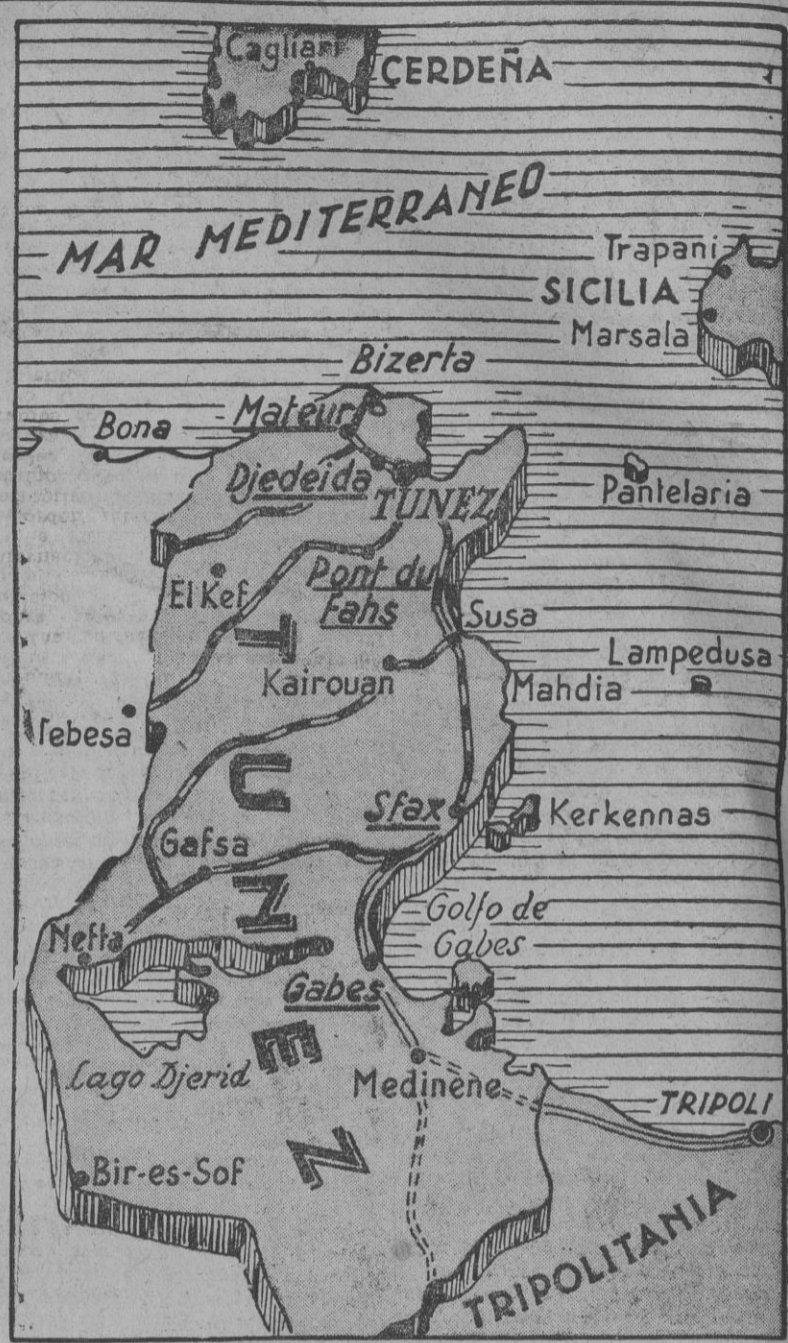 Cagliari
CERDEÑA
MAR MEDITERRANEO
Trapani
SICILIA
Marsala
Bizerta
Mateur
Bona
Djedeida
TUNEZ
Pantelaria
Pont du
Fahs
El Kef
Susa
Kairouan
Mahdia
Lampedusa
Tebesa
Sfax
Kerkennas
Gafsa
Golfo de
Gabes
Nefta
Gabes
Lago Djerid
Medinene
TRIPOLI
Bir-es-Sof
TUNEZ
TRIPOLITANIA